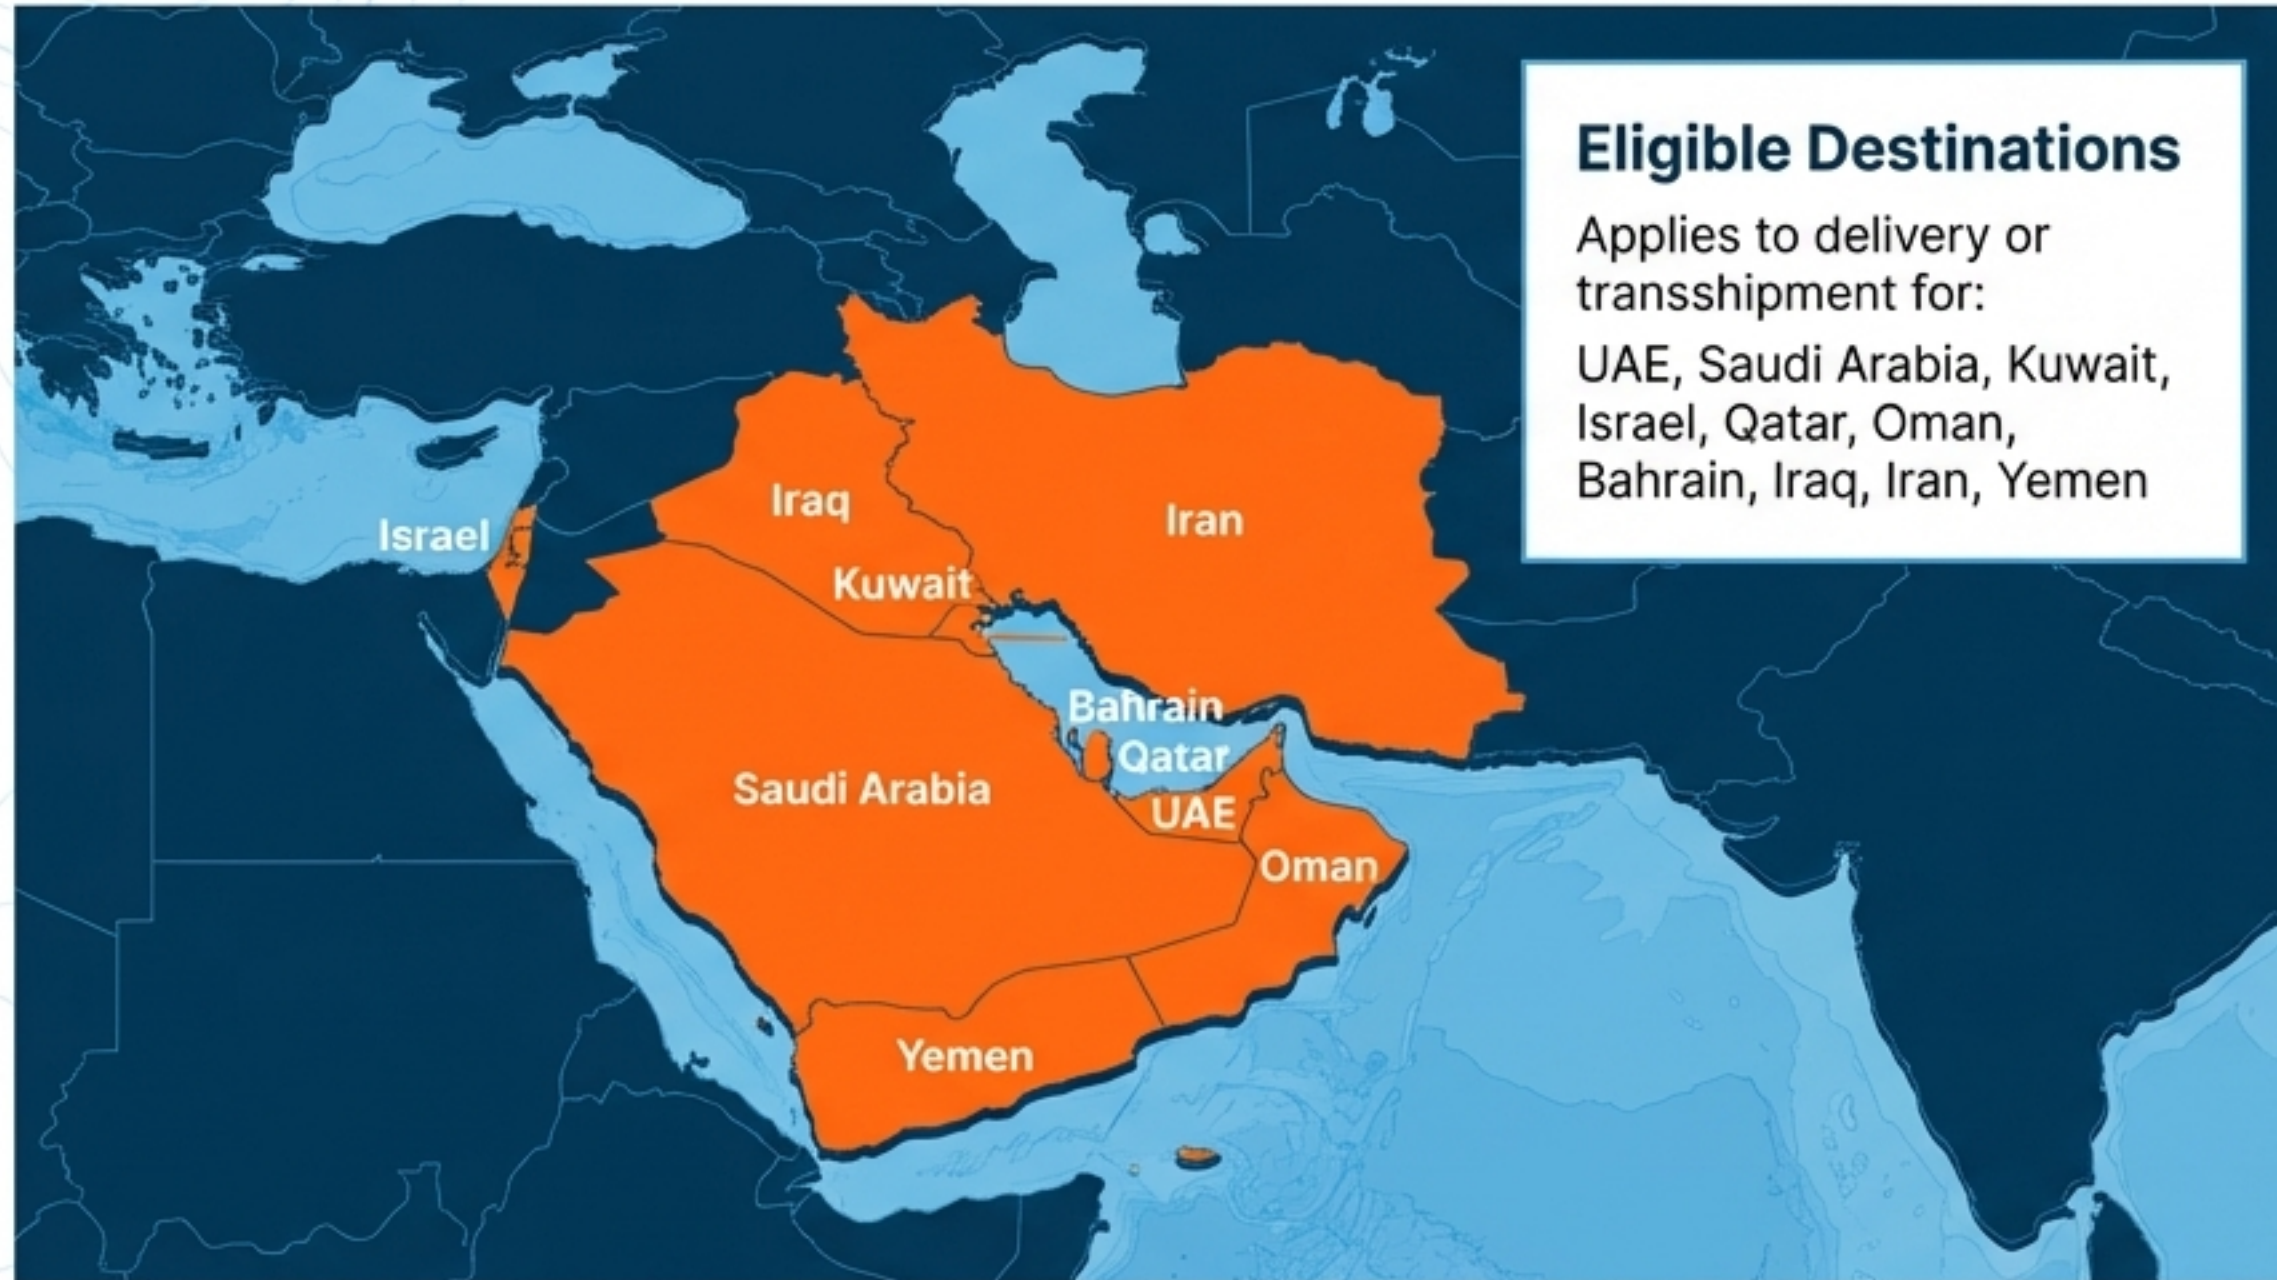 Eligible Destinations
Applies to delivery or
transshipment for:
UAE, Saudi Arabia, Kuwait,
Israel, Qatar, Oman,
Bahrain, Iraq, Iran, Yemen
Iraq
Iran
Israel
Kuwait
Bahrain
Qatar
Saudi Arabia
UAE
Oman
Yemen